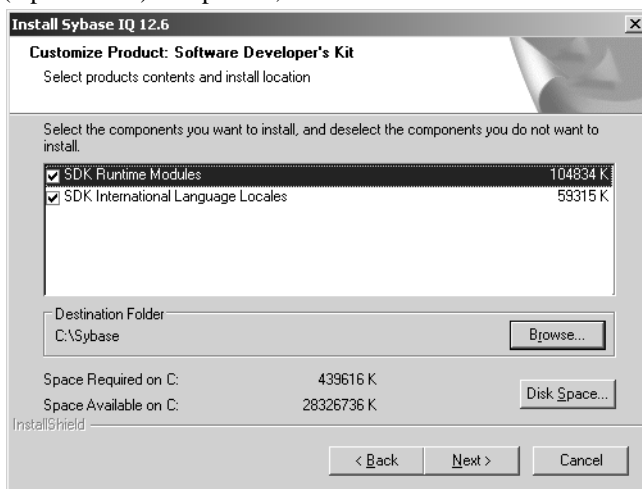 Install Sybase IQ 12.6
Customize Product: Software Developer's Kit
Select products contents and install location
Select the components you want to install, and deselect the components you do not want to
install.
SDK Runtime Modules 104834 K
SDK International Language Locales 59315 K
Destination Folder
C:\Sybase
Browse...
Space Required on C: 439616 K
Space Available on C: 28326736 K
Disk Space...
InstallShield
< Back Next > Cancel